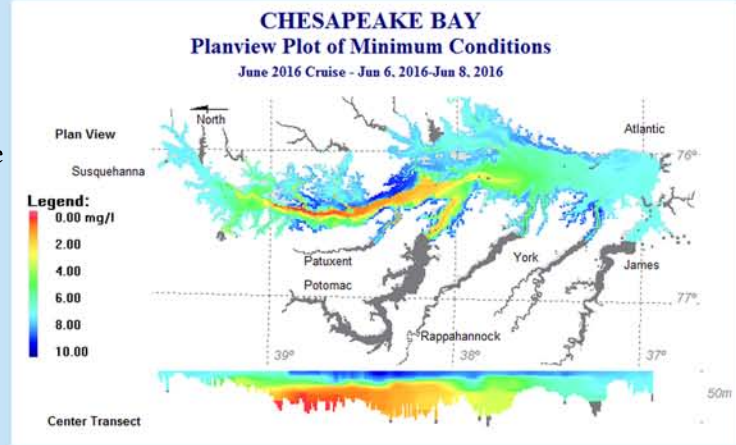 CHESAPEAKE BAY
Planview Plot of Minimum Conditions
June 2016 Cruise - Jun 6, 2016-Jun 8, 2016
North
Plan View
Atlantic
e
76°
Susquehanna
Legend:
0.00 mg/l
2.00
4.00
6.00
8.00
10.00
Patuxent
York
James
Potomac
77°
Rappahannock
39°
38°
37°
50m
Center Transect